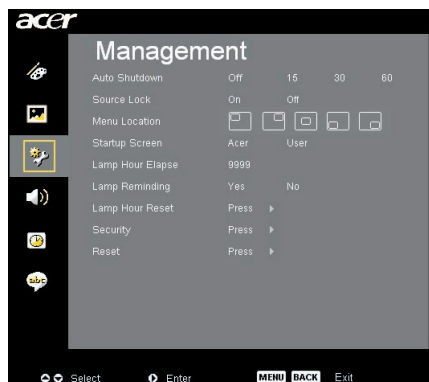 acer
Management
Auto Shutdown Off 15 30 60
Source Lock On Off
Menu Location
Startup Screen Acer User
Lamp Hour Elapse 9999
Lamp Reminding Yes No
Lamp Hour Reset Press
Security Press
Reset Press
abc
Select Enter MENU BACK Exit